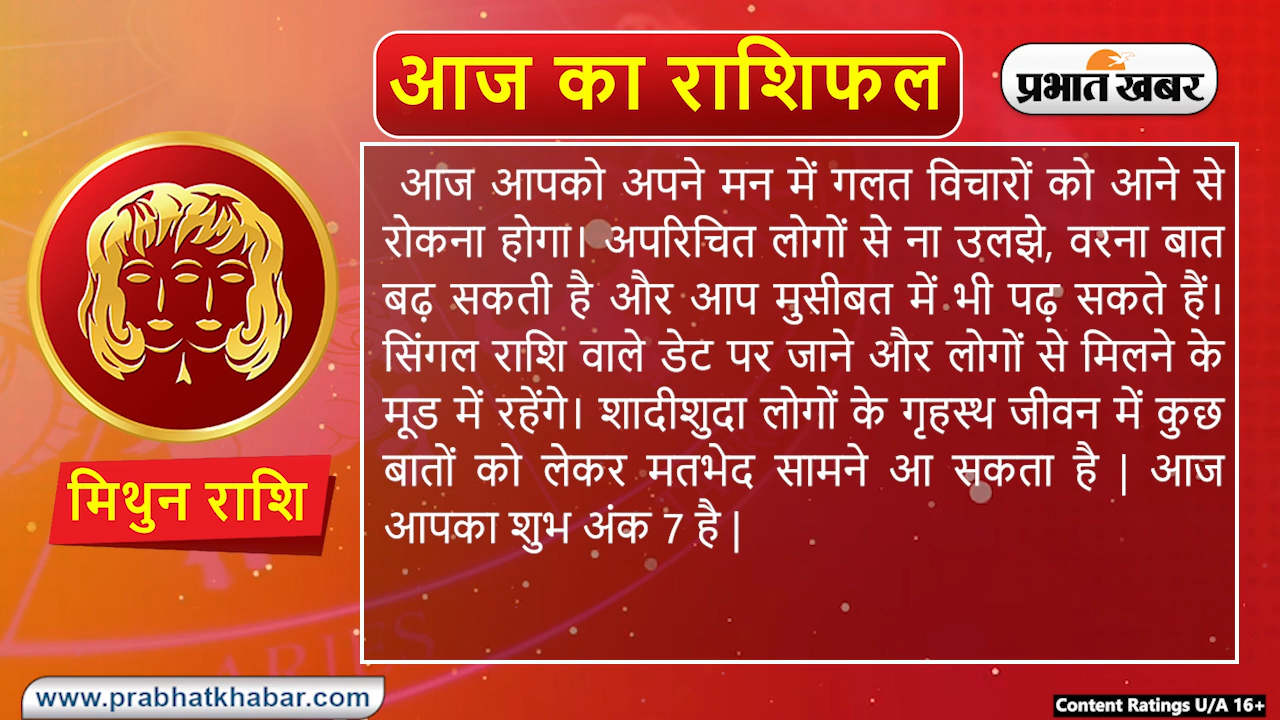 आज का राशिफल
प्रभात खबर
आज आपको अपने मन में गलत विचारों को आने से
रोकना होगा। अपरिचित लोगों से ना उलझे, वरना बात
बढ़ सकती है और आप मुसीबत में भी पढ़ सकते हैं।
सिंगल राशि वाले डेट पर जाने और लोगों से मिलने के
मूड में रहेंगे। शादीशुदा लोगों के गृहस्थ जीवन में कुछ
बातों को लेकर मतभेद सामने आ सकता है | आज
आपका शुभ अंक 7 है |
मिथुन राशि
ARIES
www.prabhatkhabar.com
Content Ratings U/A 16+